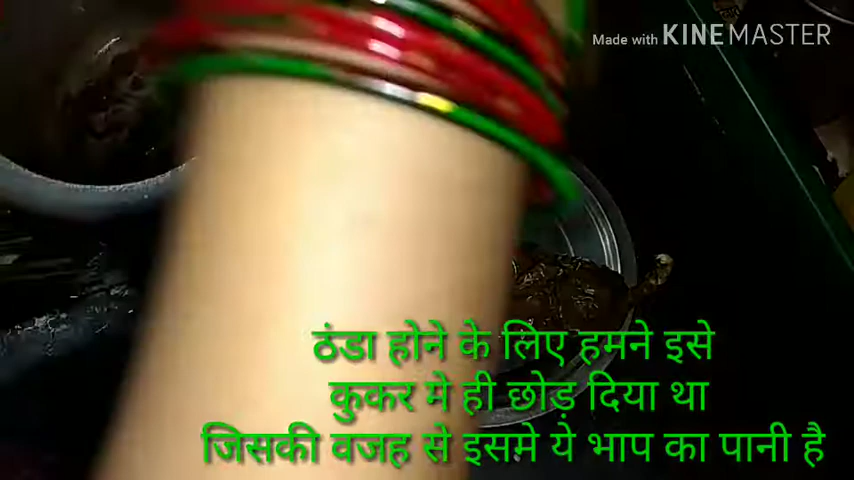 Made with KINEMASTER
ठंडा होने के लिए हमने इसे
कुकर मे ही छोड़ दिया था
जिसकी वजह से इसमे ये भाप का पानी है